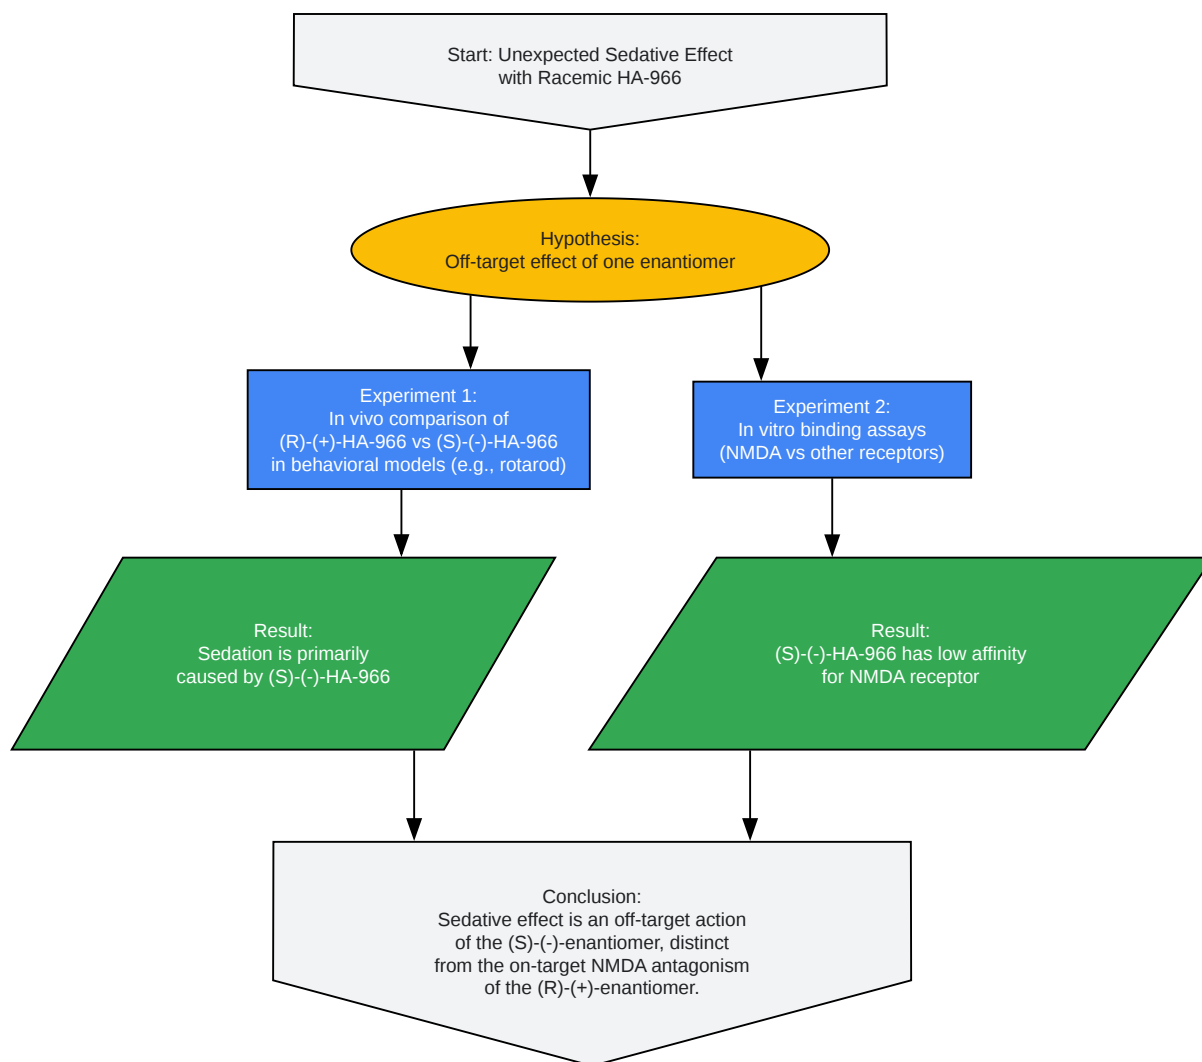 Start: Unexpected Sedative Effect
with Racemic HA-966
Hypothesis:
Off-target effect of one enantiomer
Experiment 1:
In vivo comparison of
(R)-(+)-HA-966 vs (S)-(-)-HA-966
in behavioral models (e.g., rotarod)
Experiment 2:
In vitro binding assays
(NMDA vs other receptors)
Result:
Sedation is primarily
caused by (S)-(-)-HA-966
Result:
(S)-(-)-HA-966 has low affinity
for NMDA receptor
Conclusion:
Sedative effect is an off-target action
of the (S)-(-)-enantiomer, distinct
from the on-target NMDA antagonism
of the (R)-(+)-enantiomer.